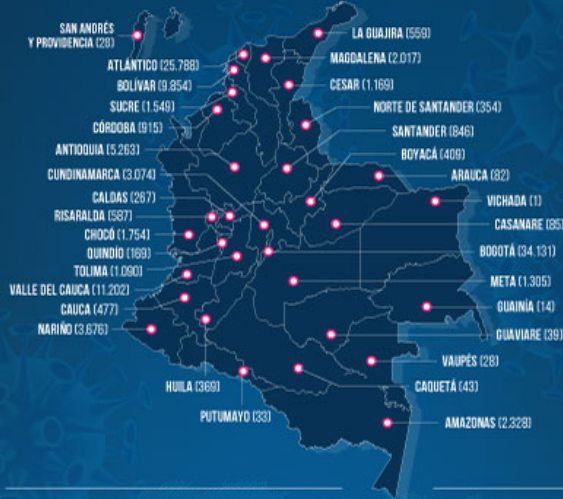 SAN ANDRÉS
Y PROVIDENCIA (28)
ATLÁNTICO (25.788)
BOLÍVAR (9.854)
SUCRE (1.549)
CÓRDOBA (915)
ANTIOQUIA (5.263)
CUNDINAMARCA (3.074)
CALDAS (267)
RISARALDA (587)
CHOCÓ (1.754)
QUINDÍO (169)
TOLIMA (1.090)
VALLE DEL CAUCA (11.202)
CAUCA (477)
NARIÑO (3.676)
HUILA (369)
PUTUMAYO (33)
LA GUAJIRA (559)
MAGDALENA (2.017)
CESAR (1.169)
NORTE DE SANTANDER (354)
SANTANDER (846)
BOYACÁ (409)
ARAUCA (82)
VICHADA (1)
CASANARE (85)
BOGOTÁ (34.131)
META (1.305)
GUAINÍA (14)
GUAVIARE (39)
VAUPÉS (28)
CAQUETÁ (43)
AMAZONAS (2.328)